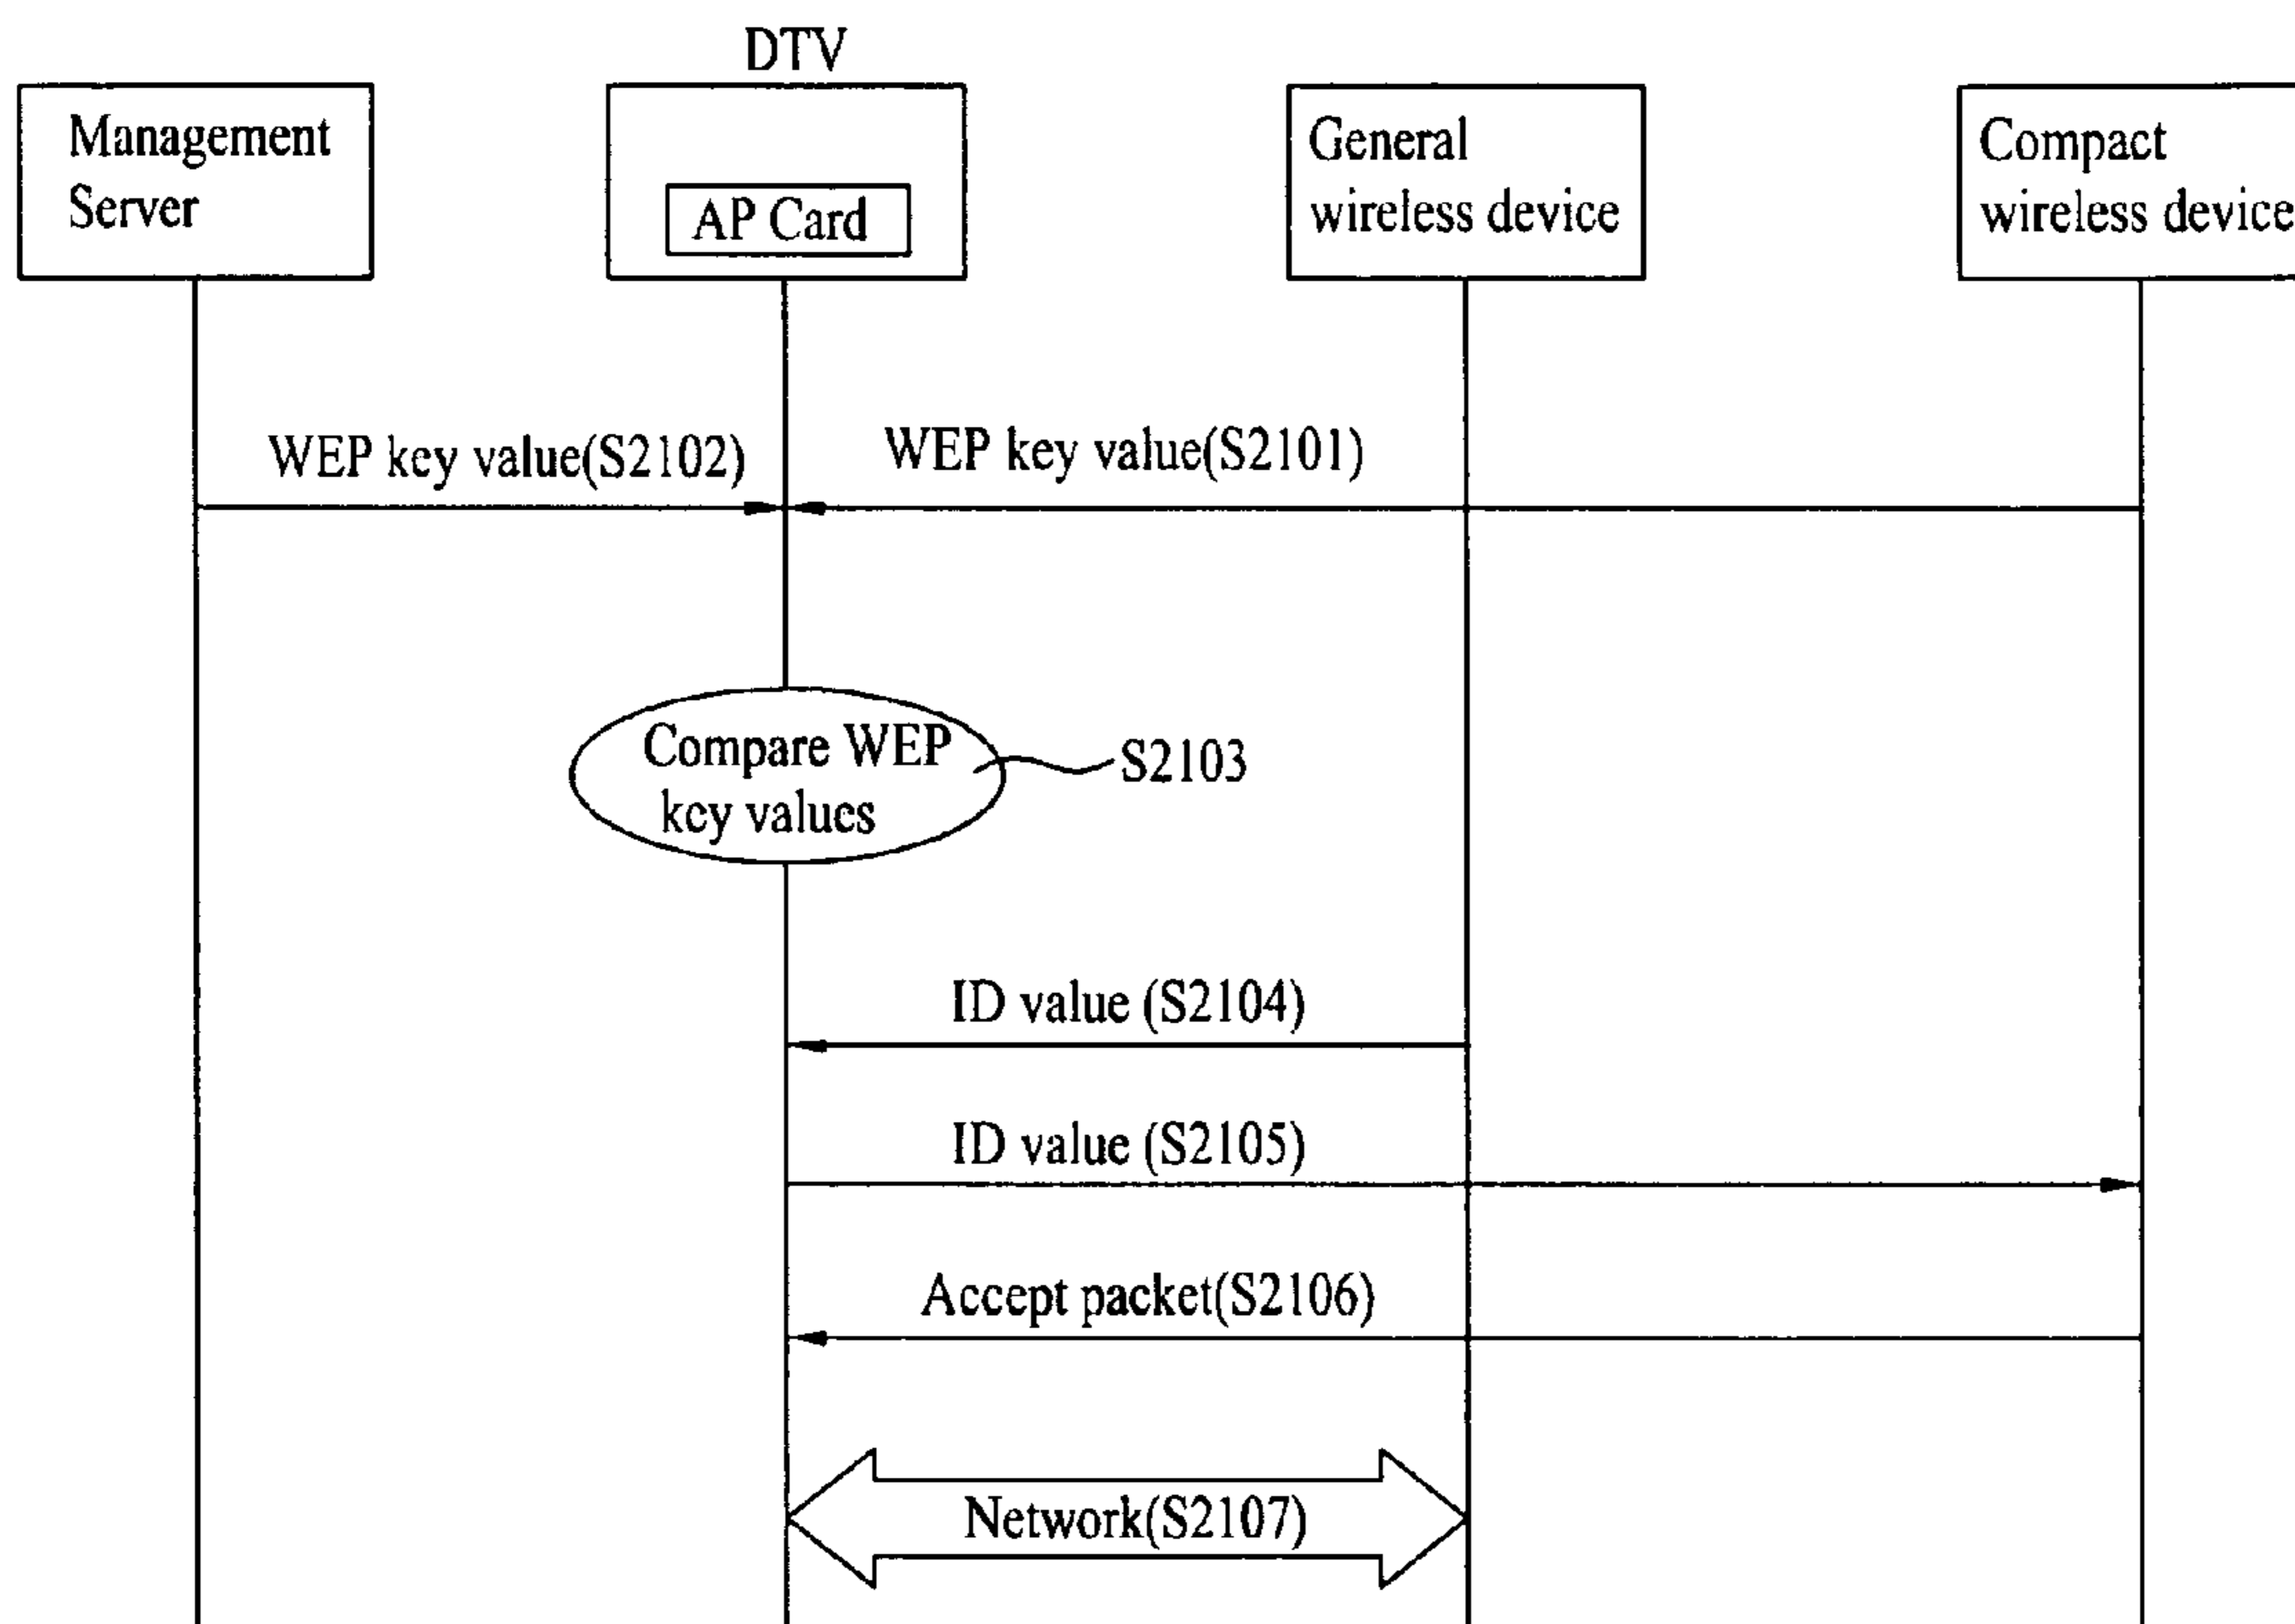 DTV
Management
Server
AP Card
General
wireless device
Compact
wireless device
WEP key value(S2102)
WEP key value(S2101)
Compare WEP
key values
S2103
ID value (S2104)
ID value (S2105)
Accept packet(S2106)
Network(S2107)